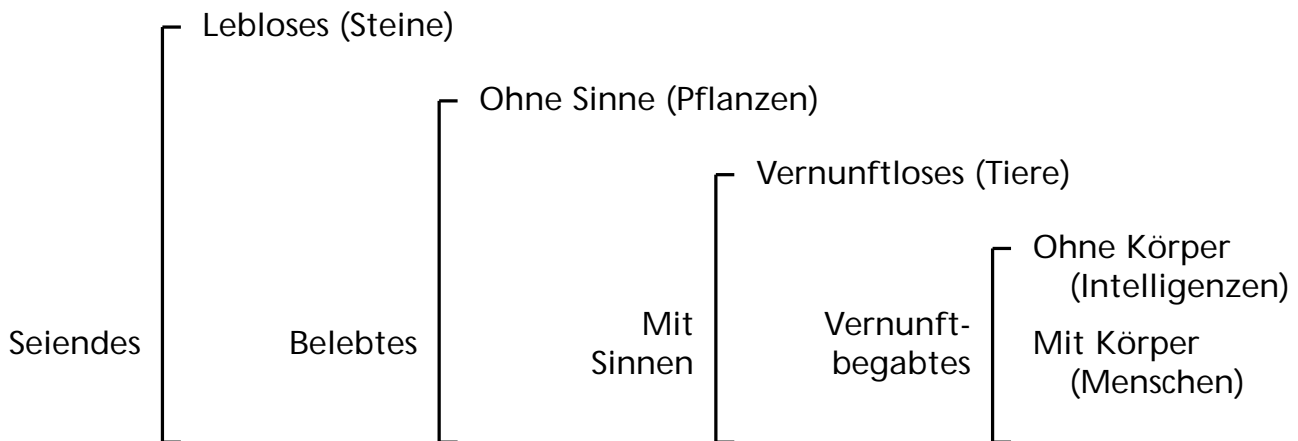 Lebloses (Steine)
Ohne Sinne (Pflanzen)
Vernunftloses (Tiere)
Ohne Körper
(Intelligenzen)
Seiendes
Belebtes
Mit
Sinnen
Vernunft-
begabtes
Mit Körper
(Menschen)